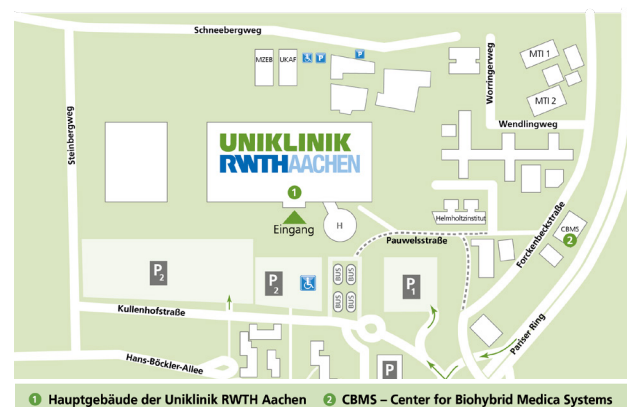 Schneebergweg
MZEB
UKAF
P
P
MTI 1
Worringerweg
MTI 2
Wendlingweg
Steinbergweg
UNIKLINIK
RWTHAACHEN
1
Eingang
H
Helmholtzinstitut
Pauwelsstraße
Forckenbeckstraße
CBMS
2
P2
P2
BUS
BUS
BUS
BUS
P1
Kullenhofstraße
Pariser Ring
Hans-Böckler-Allee
P
1 Hauptgebäude der Uniklinik RWTH Aachen 2 CBMS – Center for Biohybrid Medica Systems